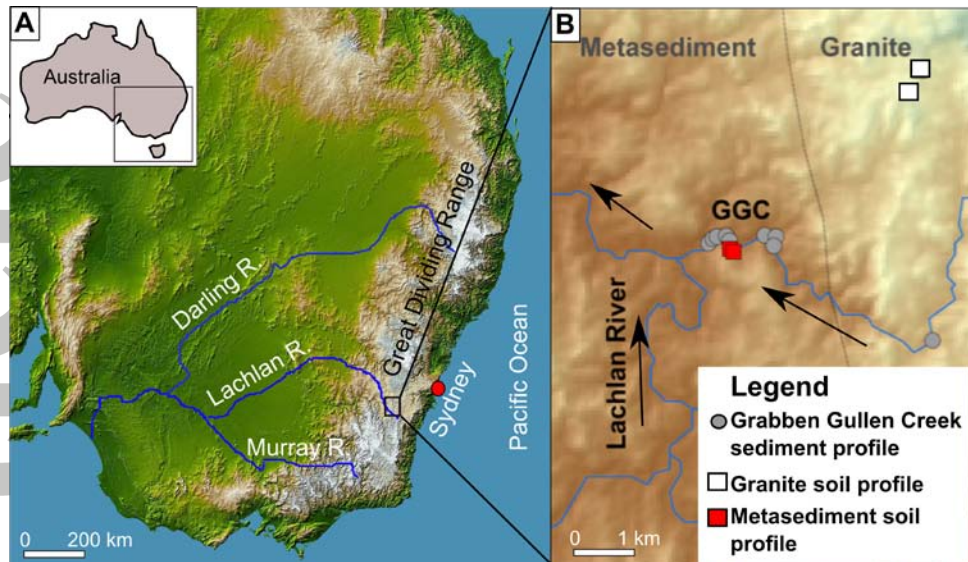 A
Australia
Great Dividing Range
Darling R.
Lachlan R.
Murray R.
Sydney
Pacific Ocean
0 200 km
B
Metasediment Granite
GGC
Lachlan River
Legend
Grabben Gullen Creek
sediment profile
Granite soil profile
Metasediment soil
profile
0 1 km